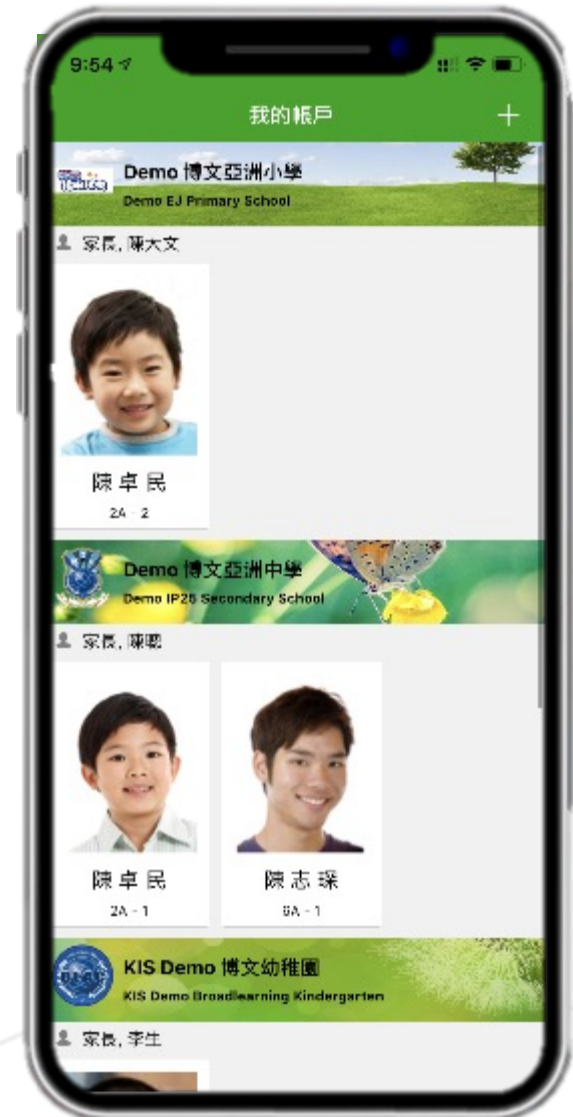 9:54
我的帳戶
+
Demo 博文亞洲小學
Demo EJ Primary School
家長, 陳大文
陳卓民
2A - 2
Demo 博文亞洲中學
Demo IP25 Secondary School
家長, 陳聰
陳卓民
2A - 1
陳志琛
6A - 1
KIS Demo 博文幼稚園
KIS Demo Broadlearning Kindergarten
家長, 李生